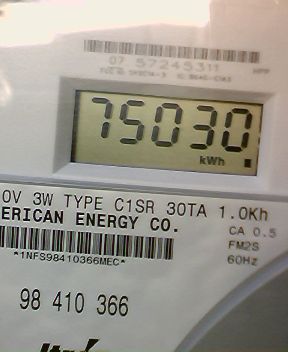 07 57245311
75030
kWh
0V 3W TYPE C1SR 30TA 1.0Kh
ERICAN ENERGY CO.
CA 0.5
FM2S
60Hz
*1NFS98410366MEC*
98 410 366